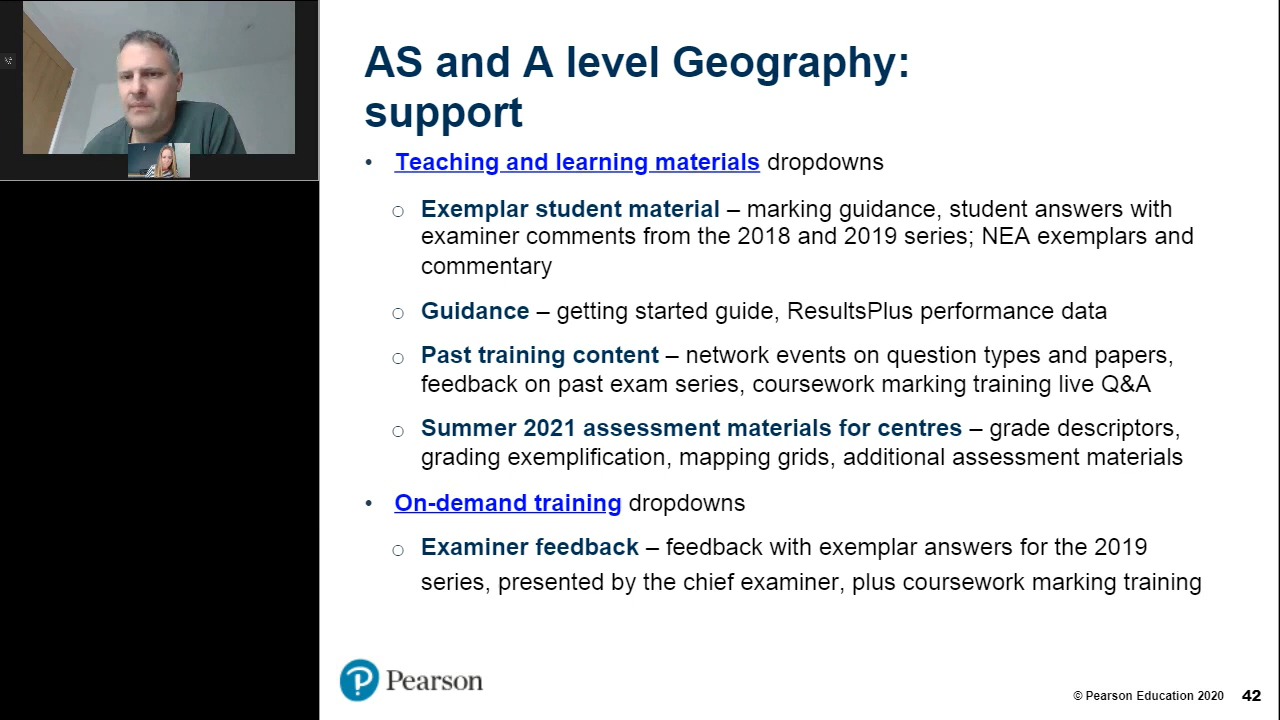 AS and A level Geography:
support
• Teaching and learning materials dropdowns
○ Exemplar student material – marking guidance, student answers with
examiner comments from the 2018 and 2019 series; NEA exemplars and
commentary
○ Guidance – getting started guide, ResultsPlus performance data
○ Past training content – network events on question types and papers,
feedback on past exam series, coursework marking training live Q&A
○ Summer 2021 assessment materials for centres – grade descriptors,
grading exemplification, mapping grids, additional assessment materials
• On-demand training dropdowns
○ Examiner feedback – feedback with exemplar answers for the 2019
series, presented by the chief examiner, plus coursework marking training
Pearson
© Pearson Education 2020 42